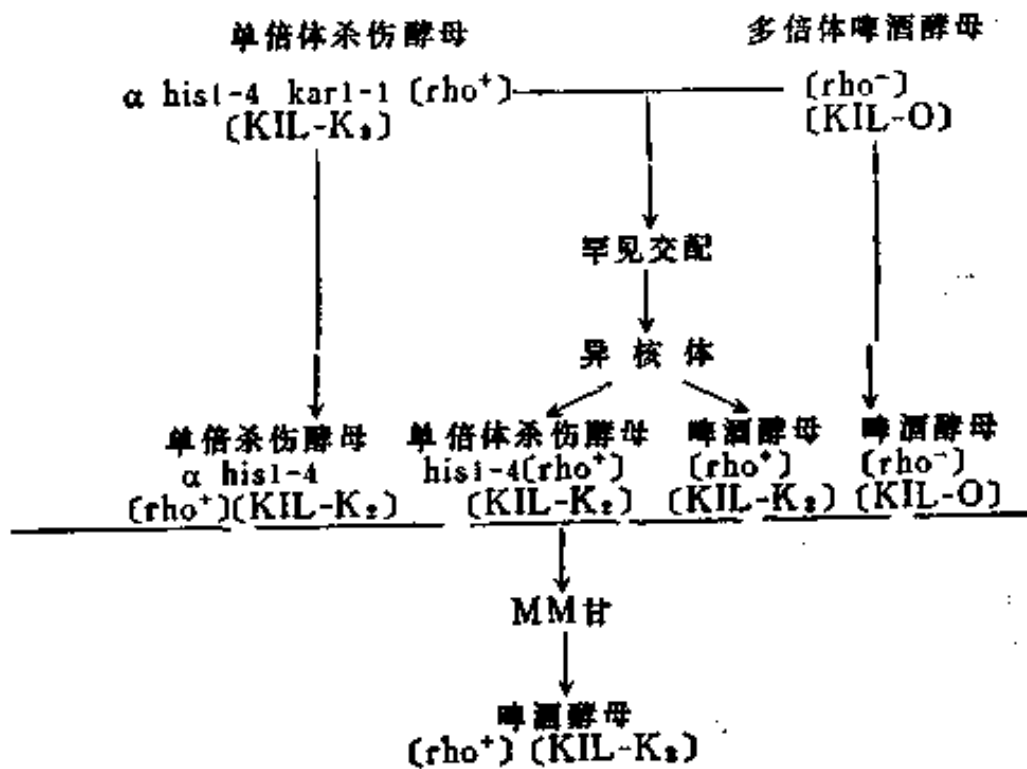 单倍体杀伤酵母
多倍体啤酒酵母
α his1-4 kar1-1 (rho⁺)
(KIL-K₂)
(rho⁻)
(KIL-O)
罕见交配
异核体
单倍杀伤酵母
α his1-4
(rho⁺)(KIL-K₂)
单倍体杀伤酵母
his1-4(rho⁺)
(KIL-K₂)
啤酒酵母
(rho⁺)
(KIL-K₂)
啤酒酵母
(rho⁻)
(KIL-O)
MM甘
啤酒酵母
(rho⁺) (KIL-K₂)